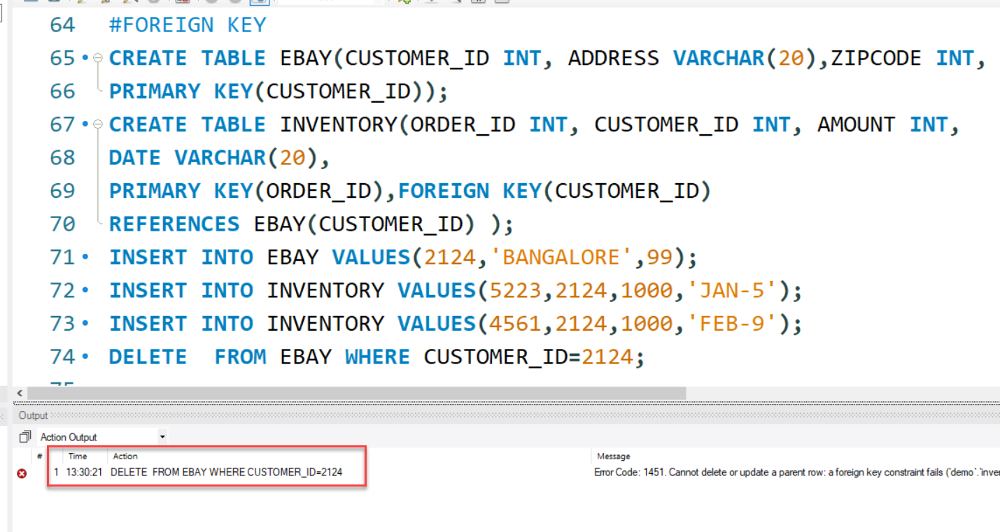 64 #FOREIGN KEY
65 CREATE TABLE EBAY(CUSTOMER_ID INT, ADDRESS VARCHAR(20),ZIPCODE INT,
66 PRIMARY KEY(CUSTOMER_ID));
67 CREATE TABLE INVENTORY(ORDER_ID INT, CUSTOMER_ID INT, AMOUNT INT,
68 DATE VARCHAR(20),
69 PRIMARY KEY(ORDER_ID),FOREIGN KEY(CUSTOMER_ID)
70 REFERENCES EBAY(CUSTOMER_ID) );
71 INSERT INTO EBAY VALUES(2124,'BANGALORE',99);
72 INSERT INTO INVENTORY VALUES(5223,2124,1000,'JAN-5');
73 INSERT INTO INVENTORY VALUES(4561,2124,1000,'FEB-9');
74 DELETE  FROM EBAY WHERE CUSTOMER_ID=2124;
Output
Action Output
# Time Action Message
1 13:30:21 DELETE  FROM EBAY WHERE CUSTOMER_ID=2124 Error Code: 1451. Cannot delete or update a parent row: a foreign key constraint fails (`demo`.`inver